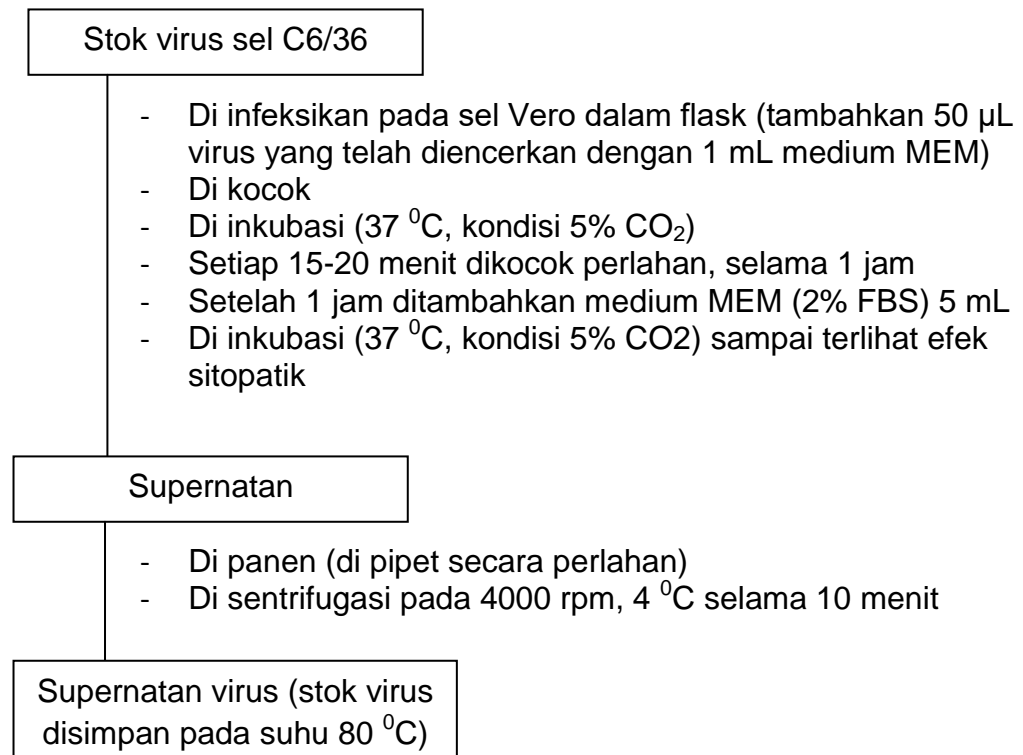 Stok virus sel C6/36
- Di infeksikan pada sel Vero dalam flask (tambahkan 50 µL
virus yang telah diencerkan dengan 1 mL medium MEM)
- Di kocok
- Di inkubasi (37 ⁰C, kondisi 5% CO₂)
- Setiap 15-20 menit dikocok perlahan, selama 1 jam
- Setelah 1 jam ditambahkan medium MEM (2% FBS) 5 mL
- Di inkubasi (37 ⁰C, kondisi 5% CO2) sampai terlihat efek
sitopatik
Supernatan
- Di panen (di pipet secara perlahan)
- Di sentrifugasi pada 4000 rpm, 4 ⁰C selama 10 menit
Supernatan virus (stok virus
disimpan pada suhu 80 ⁰C)